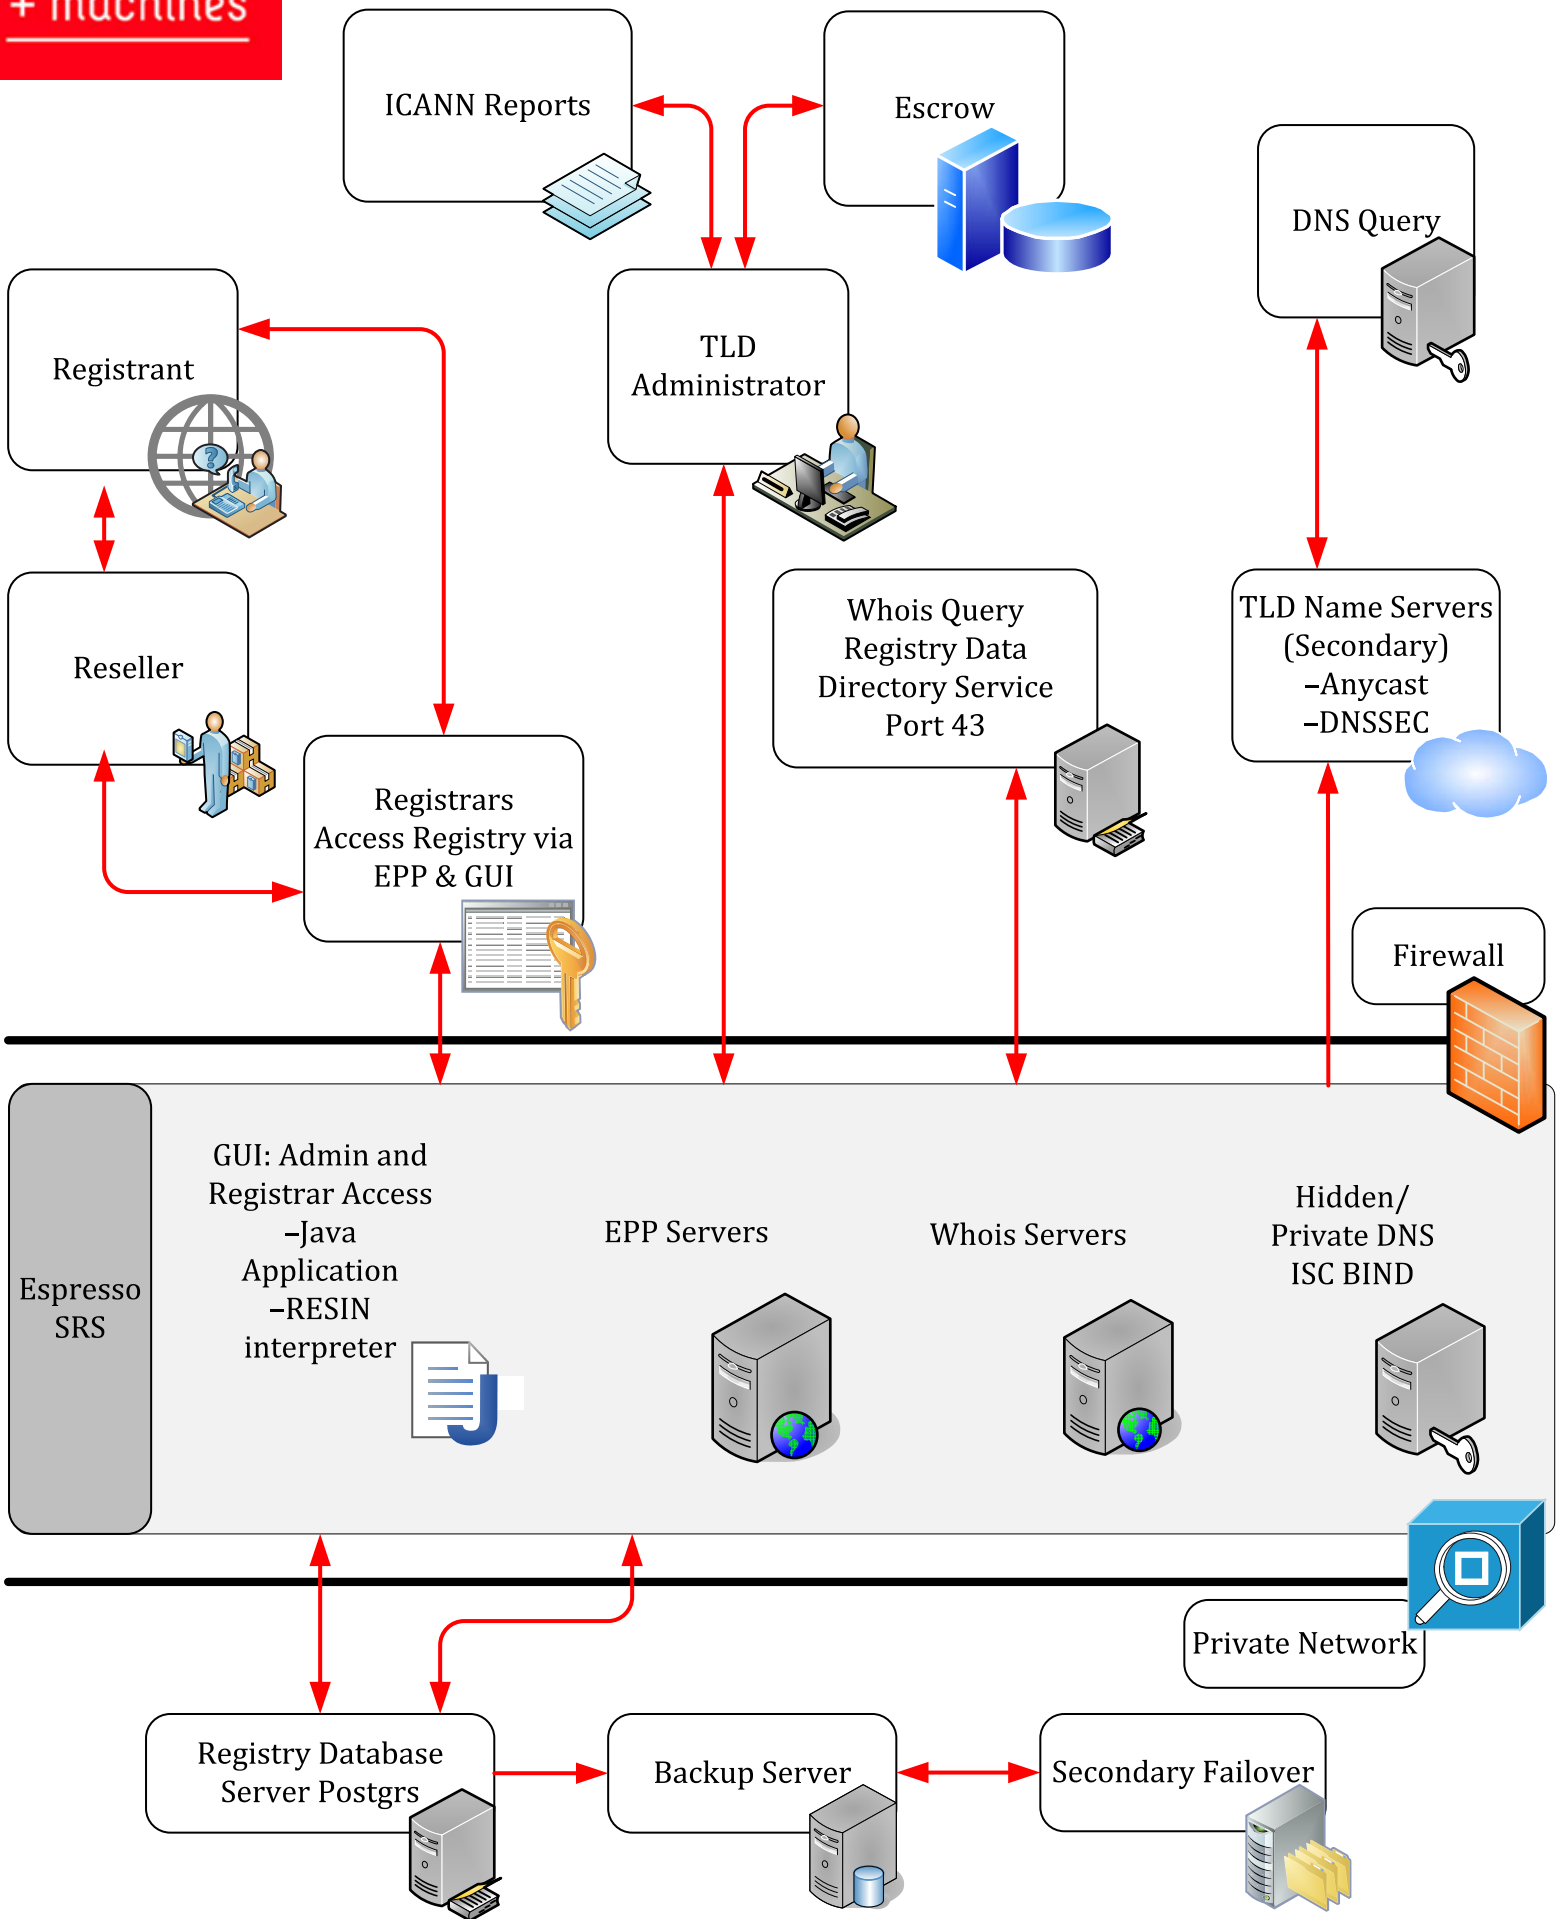 + machines
ICANN Reports
Escrow
DNS Query
Registrant
TLD
Administrator
Reseller
Whois Query
Registry Data
Directory Service
Port 43
TLD Name Servers
(Secondary)
–Anycast
–DNSSEC
Registrars
Access Registry via
EPP & GUI
Firewall
Espresso
SRS
GUI: Admin and
Registrar Access
–Java
Application
–RESIN
interpreter
EPP Servers
Whois Servers
Hidden/
Private DNS
ISC BIND
Private Network
Registry Database
Server Postgrs
Backup Server
Secondary Failover